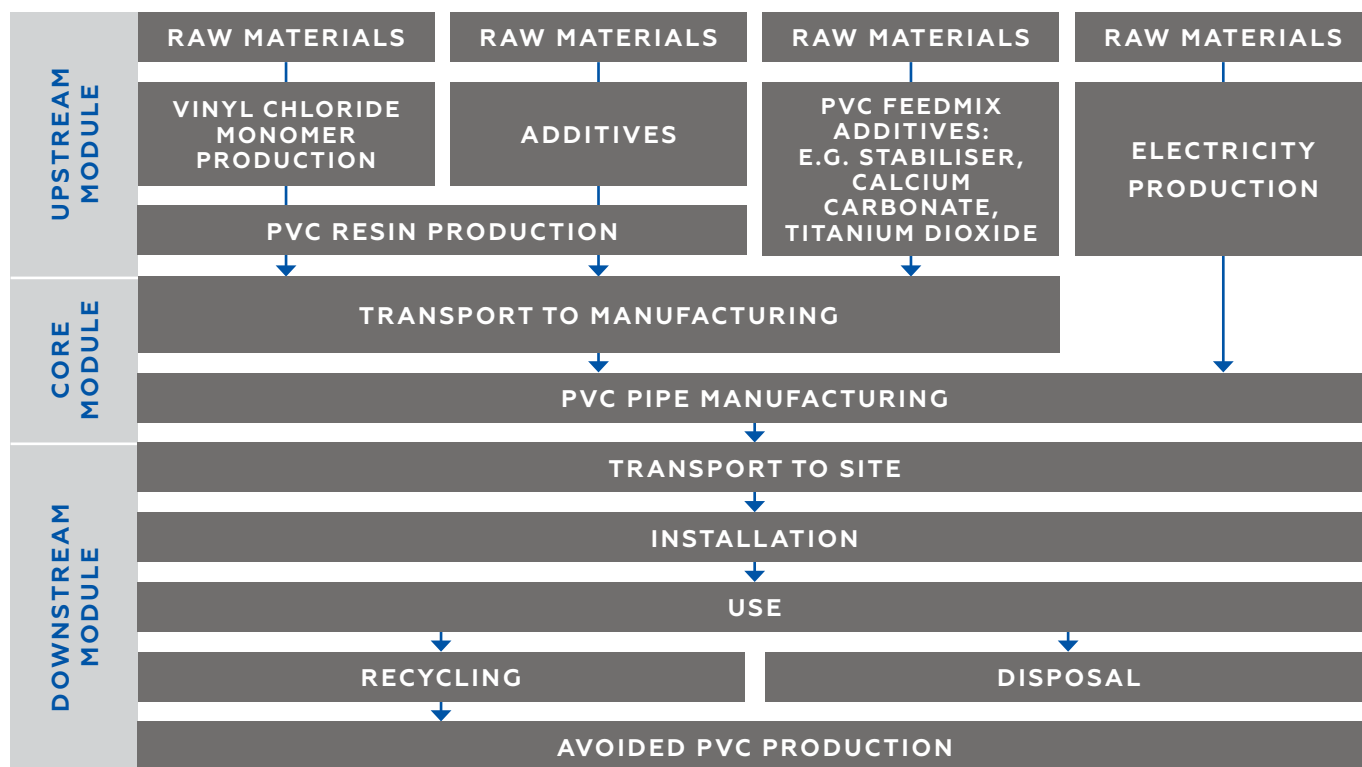 UPSTREAM
MODULE
RAW MATERIALS
RAW MATERIALS
RAW MATERIALS
RAW MATERIALS
VINYL CHLORIDE
MONOMER
PRODUCTION
ADDITIVES
PVC FEEDMIX
ADDITIVES:
E.G. STABILISER,
CALCIUM
CARBONATE,
TITANIUM DIOXIDE
ELECTRICITY
PRODUCTION
PVC RESIN PRODUCTION
CORE
MODULE
TRANSPORT TO MANUFACTURING
PVC PIPE MANUFACTURING
DOWNSTREAM
MODULE
TRANSPORT TO SITE
INSTALLATION
USE
RECYCLING
DISPOSAL
AVOIDED PVC PRODUCTION